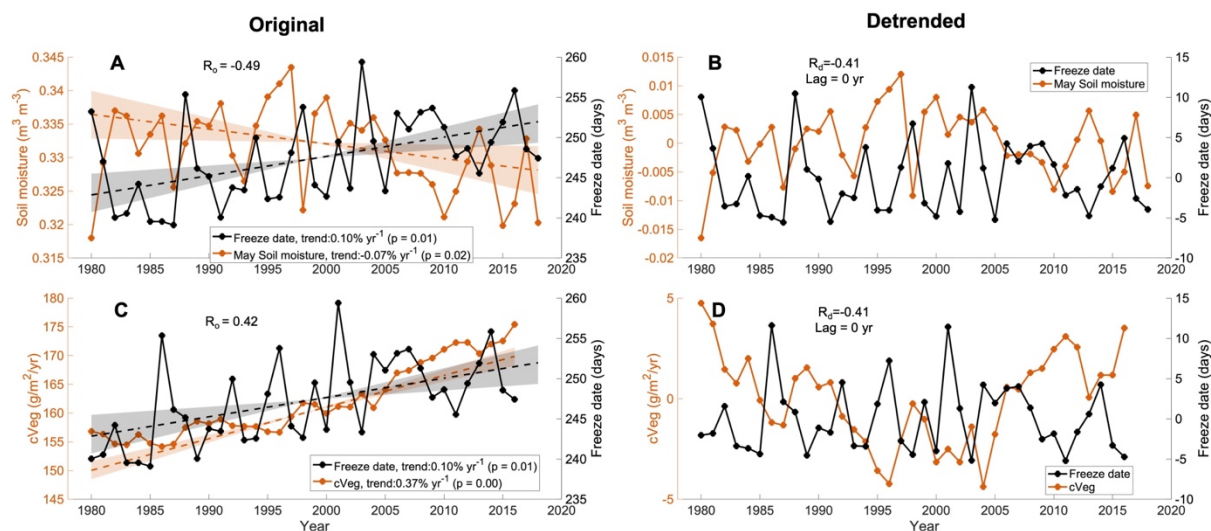 Original
Detrended
A
R₀ = -0.49
0.345
0.34
0.335
0.33
0.325
0.32
0.315
Soil moisture (m³ m⁻³)
260
255
250
245
240
235
Freeze date (days)
Freeze date, trend:0.10% yr⁻¹ (p = 0.01)
May Soil moisture, trend:-0.07% yr⁻¹ (p = 0.02)
1980 1985 1990 1995 2000 2005 2010 2015 2020
B
R_d=-0.41
Lag = 0 yr
Freeze date
May Soil moisture
0.015
0.01
0.005
0
-0.005
-0.01
-0.015
-0.02
Soil moisture (m³ m⁻³)
15
10
5
0
-5
-10
Freeze date (days)
1980 1985 1990 1995 2000 2005 2010 2015 2020
C
R₀ = 0.42
180
175
170
165
160
155
150
145
cVeg (g/m²/yr)
260
255
250
245
240
235
Freeze date (days)
Freeze date, trend:0.10% yr⁻¹ (p = 0.01)
cVeg, trend:0.37% yr⁻¹ (p = 0.00)
1980 1985 1990 1995 2000 2005 2010 2015 2020
Year
D
R_d=-0.41
Lag = 0 yr
5
0
-5
cVeg (g/m²/yr)
15
10
5
0
-5
-10
Freeze date (days)
Freeze date
cVeg
1980 1985 1990 1995 2000 2005 2010 2015 2020
Year